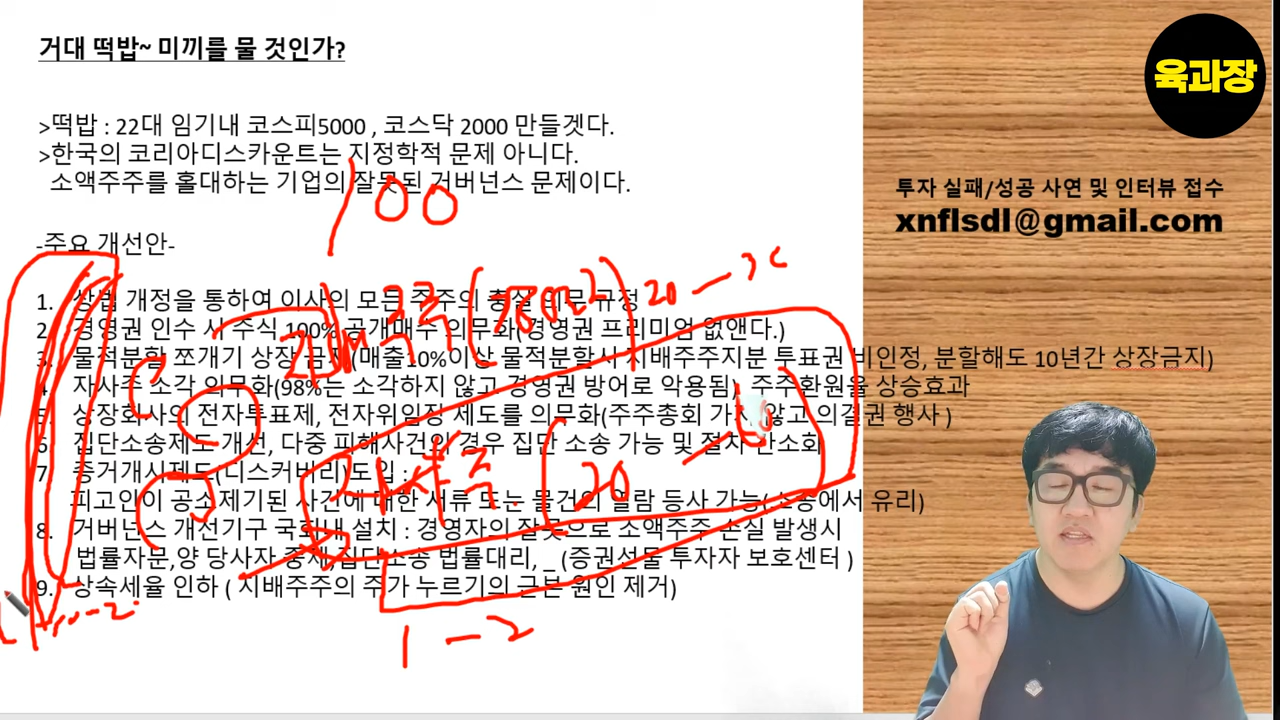 거대 떡밥~ 미끼를 물 것인가?
육과장
>떡밥 : 22대 임기내 코스피5000 , 코스닥 2000 만들겟다.
>한국의 코리아디스카운트는 지정학적 문제 아니다.
소액주주를 홀대하는 기업의 잘못된 거버넌스 문제이다.
투자 실패/성공 사연 및 인터뷰 접수
xnflsdl@gmail.com
100
-주요 개선안-
1. 상법 개정을 통하여 이사의 모든 주주의 충실 의무 규정
2. 경영권 인수 시 주식 100% 공개매수 의무화(경영권 프리미엄 없앤다.)
3. 물적분할 쪼개기 상장 금지(매출10%이상 물적분할시 지배주주지분 투표권 비인정, 분할해도 10년간 상장금지)
4. 자사주 소각 의무화(98%는 소각하지 않고 경영권 방어로 악용됨), 주주환원율 상승효과
5. 상장회사의 전자투표제, 전자위임장 제도를 의무화(주주총회 가지 않고 의결권 행사 )
6. 집단소송제도 개선, 다중 피해사건의 경우 집단 소송 가능 및 절차 간소화
7. 증거개시제도(디스커버리)도입 :
피고인이 공소제기된 사건에 대한 서류 또는 물건의 열람 등사 가능( 소송에서 유리)
8. 거버넌스 개선기구 국회내 설치 : 경영자의 잘못으로 소액주주 손실 발생시
법률자문,양 당사자 중재,집단소송 법률대리, _ (증권선물 투자자 보호센터 )
9. 상속세율 인하 ( 지배주주의 주가 누르기의 근본 원인 제거)
자사주 (20
1 - 2